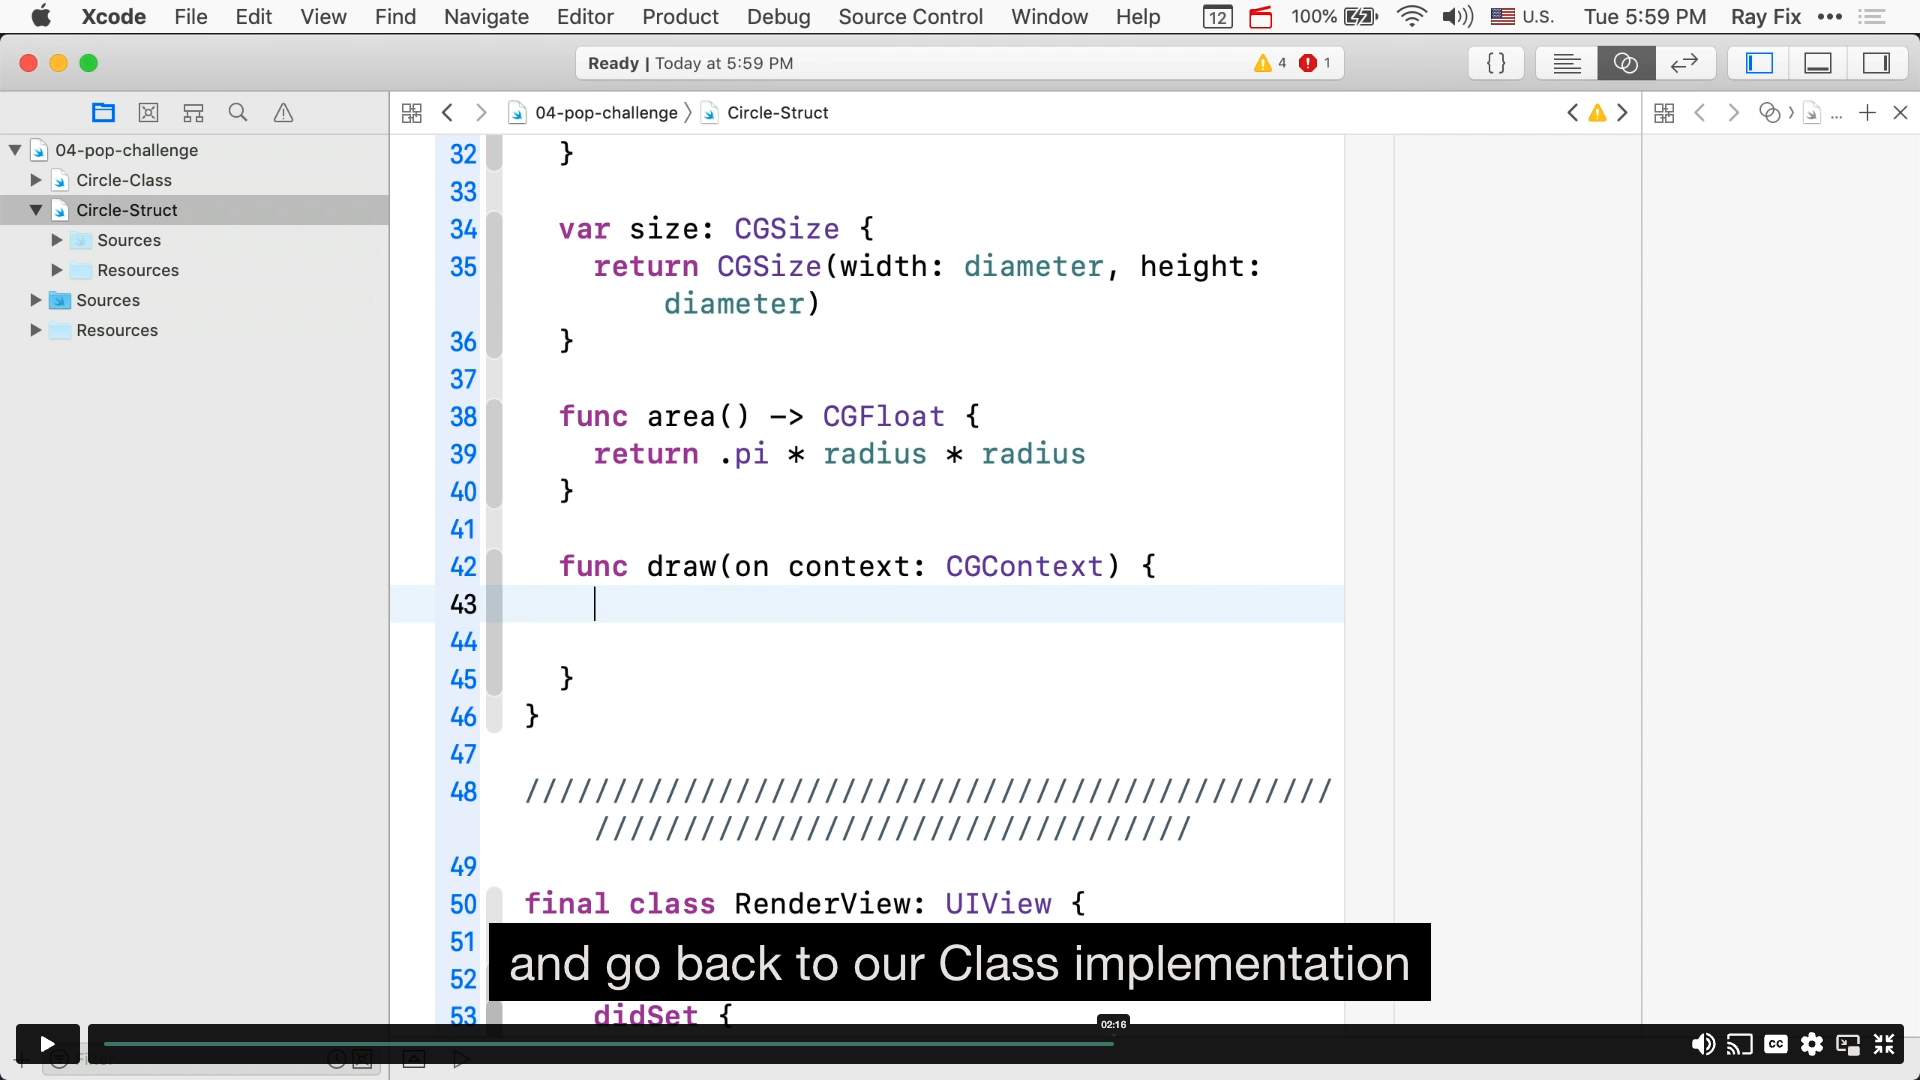 Xcode File Edit View Find Navigate Editor Product Debug Source Control Window Help 12 100% U.S. Tue 5:59 PM Ray Fix
Ready | Today at 5:59 PM 4 1
04-pop-challenge Circle-Struct ...
04-pop-challenge
Circle-Class
Circle-Struct
Sources
Resources
Sources
Resources
32 }
33
34 var size: CGSize {
35 return CGSize(width: diameter, height:
diameter)
36 }
37
38 func area() -> CGFloat {
39 return .pi * radius * radius
40 }
41
42 func draw(on context: CGContext) {
43
44
45 }
46 }
47
48 //////////////////////////////////////////////
//////////////////////////////////
49
50 final class RenderView: UIView {
51
and go back to our Class implementation
52
53 didSet {
02:16
CC
Filter